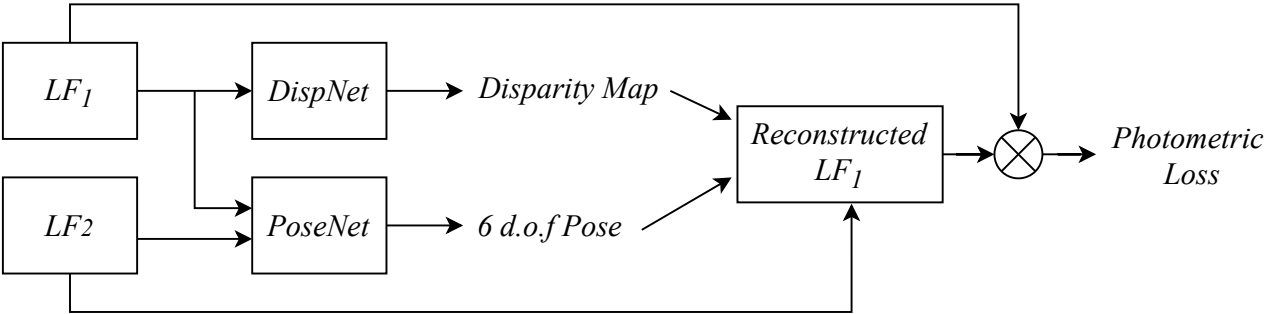 LF1
DispNet
Disparity Map
Reconstructed
LF1
Photometric
Loss
LF2
PoseNet
6 d.o.f Pose